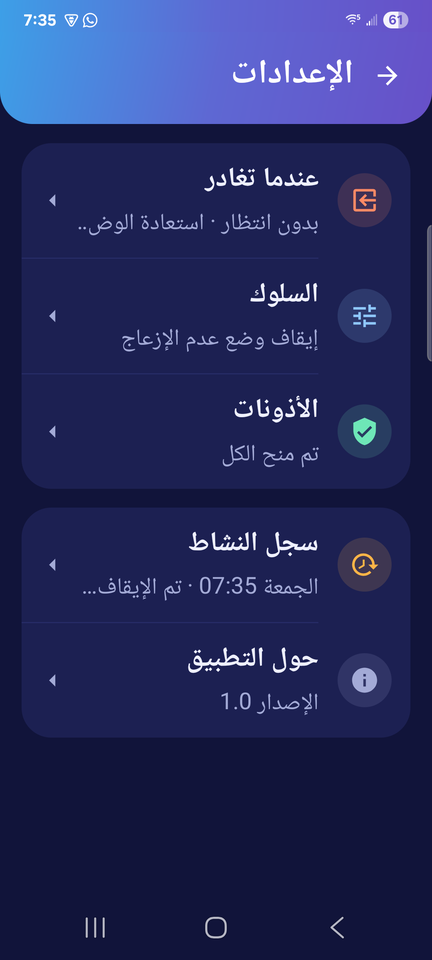 7:35
61
الإعدادات
عندما تغادر
بدون انتظار · استعادة الوض..
السلوك
إيقاف وضع عدم الإزعاج
الأذونات
تم منح الكل
سجل النشاط
الجمعة 07:35 · تم الإيقاف...
حول التطبيق
الإصدار 1.0